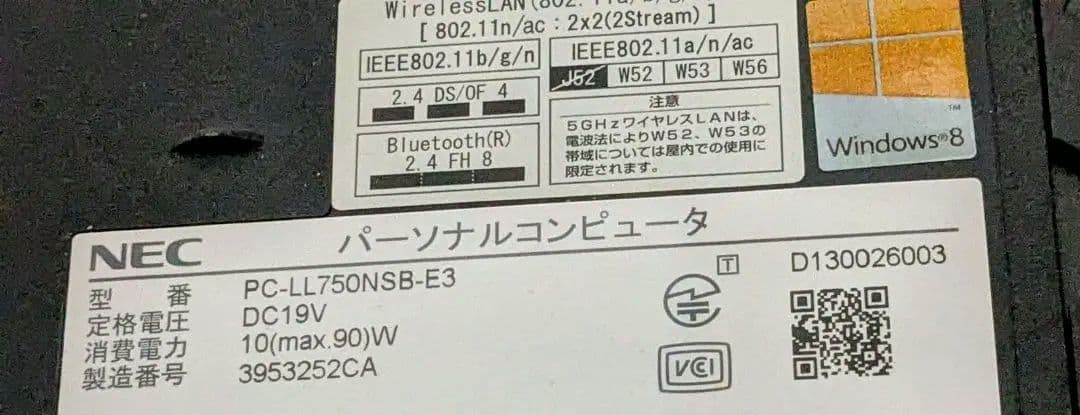 WirelessLAN(802.11a/b/g/
[ 802.11n/ac : 2x2(2Stream) ]
IEEE802.11b/g/n
IEEE802.11a/n/ac
J52 W52 W53 W56
2.4 DS/OF 4
Bluetooth(R)
2.4 FH 8
注意
5GHzワイヤレスLANは、
電波法によりW52、W53の
帯域については屋内での使用に
限定されます。
TM
Windows®8
NEC パーソナルコンピュータ
型 番 PC-LL750NSB-E3
定格電圧 DC19V
消費電力 10(max.90)W
製造番号 3953252CA
T D130026003
VCI